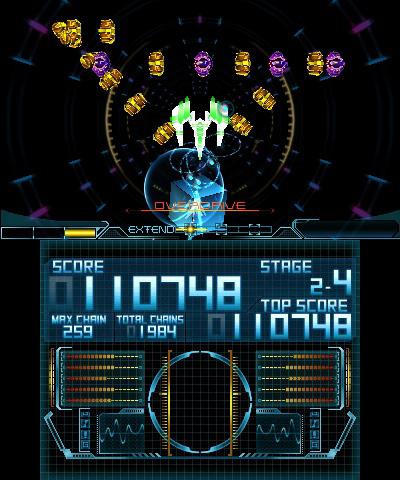 OVERDRIVE
EXTEND
SCORE
0110748
STAGE
2-4
MAX CHAIN
259
TOTAL CHAINS
01984
TOP SCORE
0110748